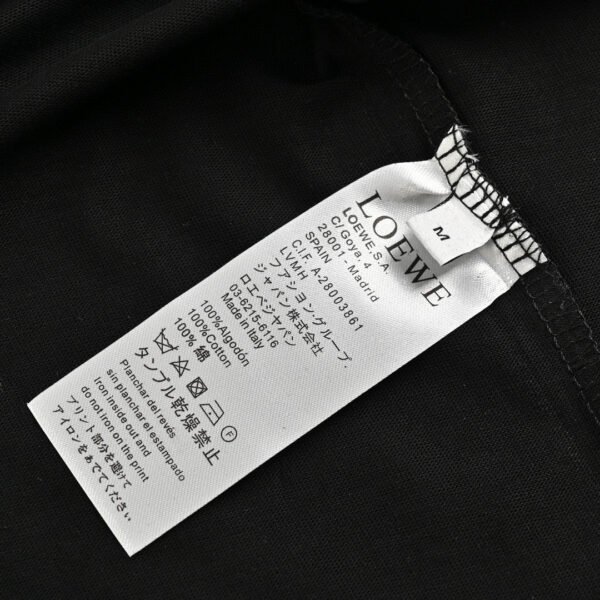 M
LOEWE
LOEWE.S.A.
C/ Goya. 4
28001 - Madrid
SPAIN
C.I.F. A-28003861
LVMH
フアション・グループ.
ジャパン株式会社
ロエベジャパン
03-6215-6116
Made in Italy
100%Algodón
100%Cotton
100% 綿
F
タンブル乾燥禁止
Planchar del revés
sin planchar el estampado
Iron inside out and
do not iron on the print
プリント部分を避けて
アイロンをあててください。